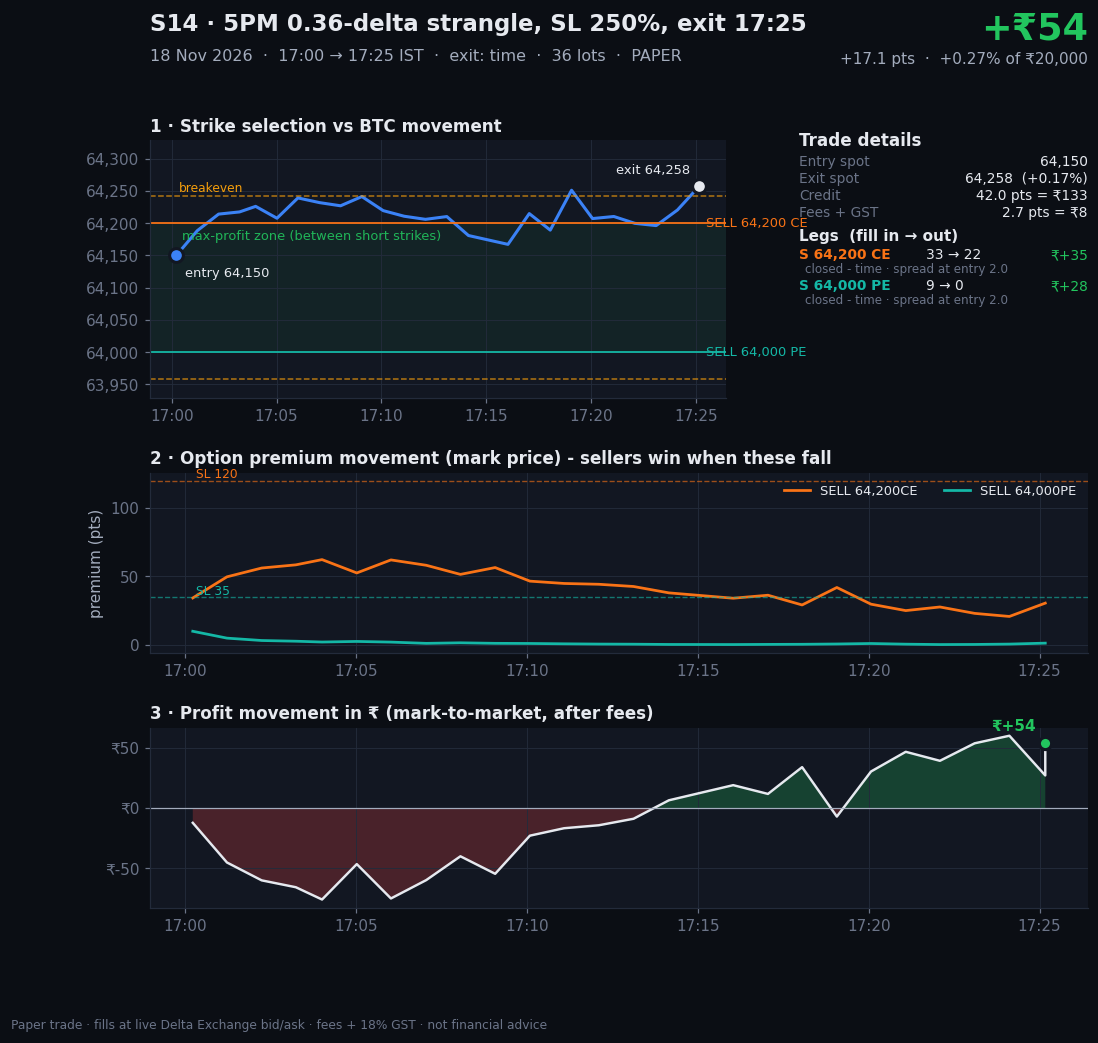 S14 · 5PM 0.36-delta strangle, SL 250%, exit 17:25
+₹54
18 Nov 2026 · 17:00 → 17:25 IST · exit: time · 36 lots · PAPER
+17.1 pts · +0.27% of ₹20,000
1 · Strike selection vs BTC movement
64,300
64,250
64,200
64,150
64,100
64,050
64,000
63,950
breakeven
exit 64,258
SELL 64,200 CE
max-profit zone (between short strikes)
entry 64,150
SELL 64,000 PE
17:00 17:05 17:10 17:15 17:20 17:25
Trade details
Entry spot 64,150
Exit spot 64,258 (+0.17%)
Credit 42.0 pts = ₹133
Fees + GST 2.7 pts = ₹8
Legs (fill in → out)
S 64,200 CE 33 → 22 ₹+35
closed - time · spread at entry 2.0
S 64,000 PE 9 → 0 ₹+28
closed - time · spread at entry 2.0
2 · Option premium movement (mark price) - sellers win when these fall
SL 120
SELL 64,200CE SELL 64,000PE
premium (pts)
100
50
0
SL 35
17:00 17:05 17:10 17:15 17:20 17:25
3 · Profit movement in ₹ (mark-to-market, after fees)
₹+54
₹50
₹0
₹-50
17:00 17:05 17:10 17:15 17:20 17:25
Paper trade · fills at live Delta Exchange bid/ask · fees + 18% GST · not financial advice